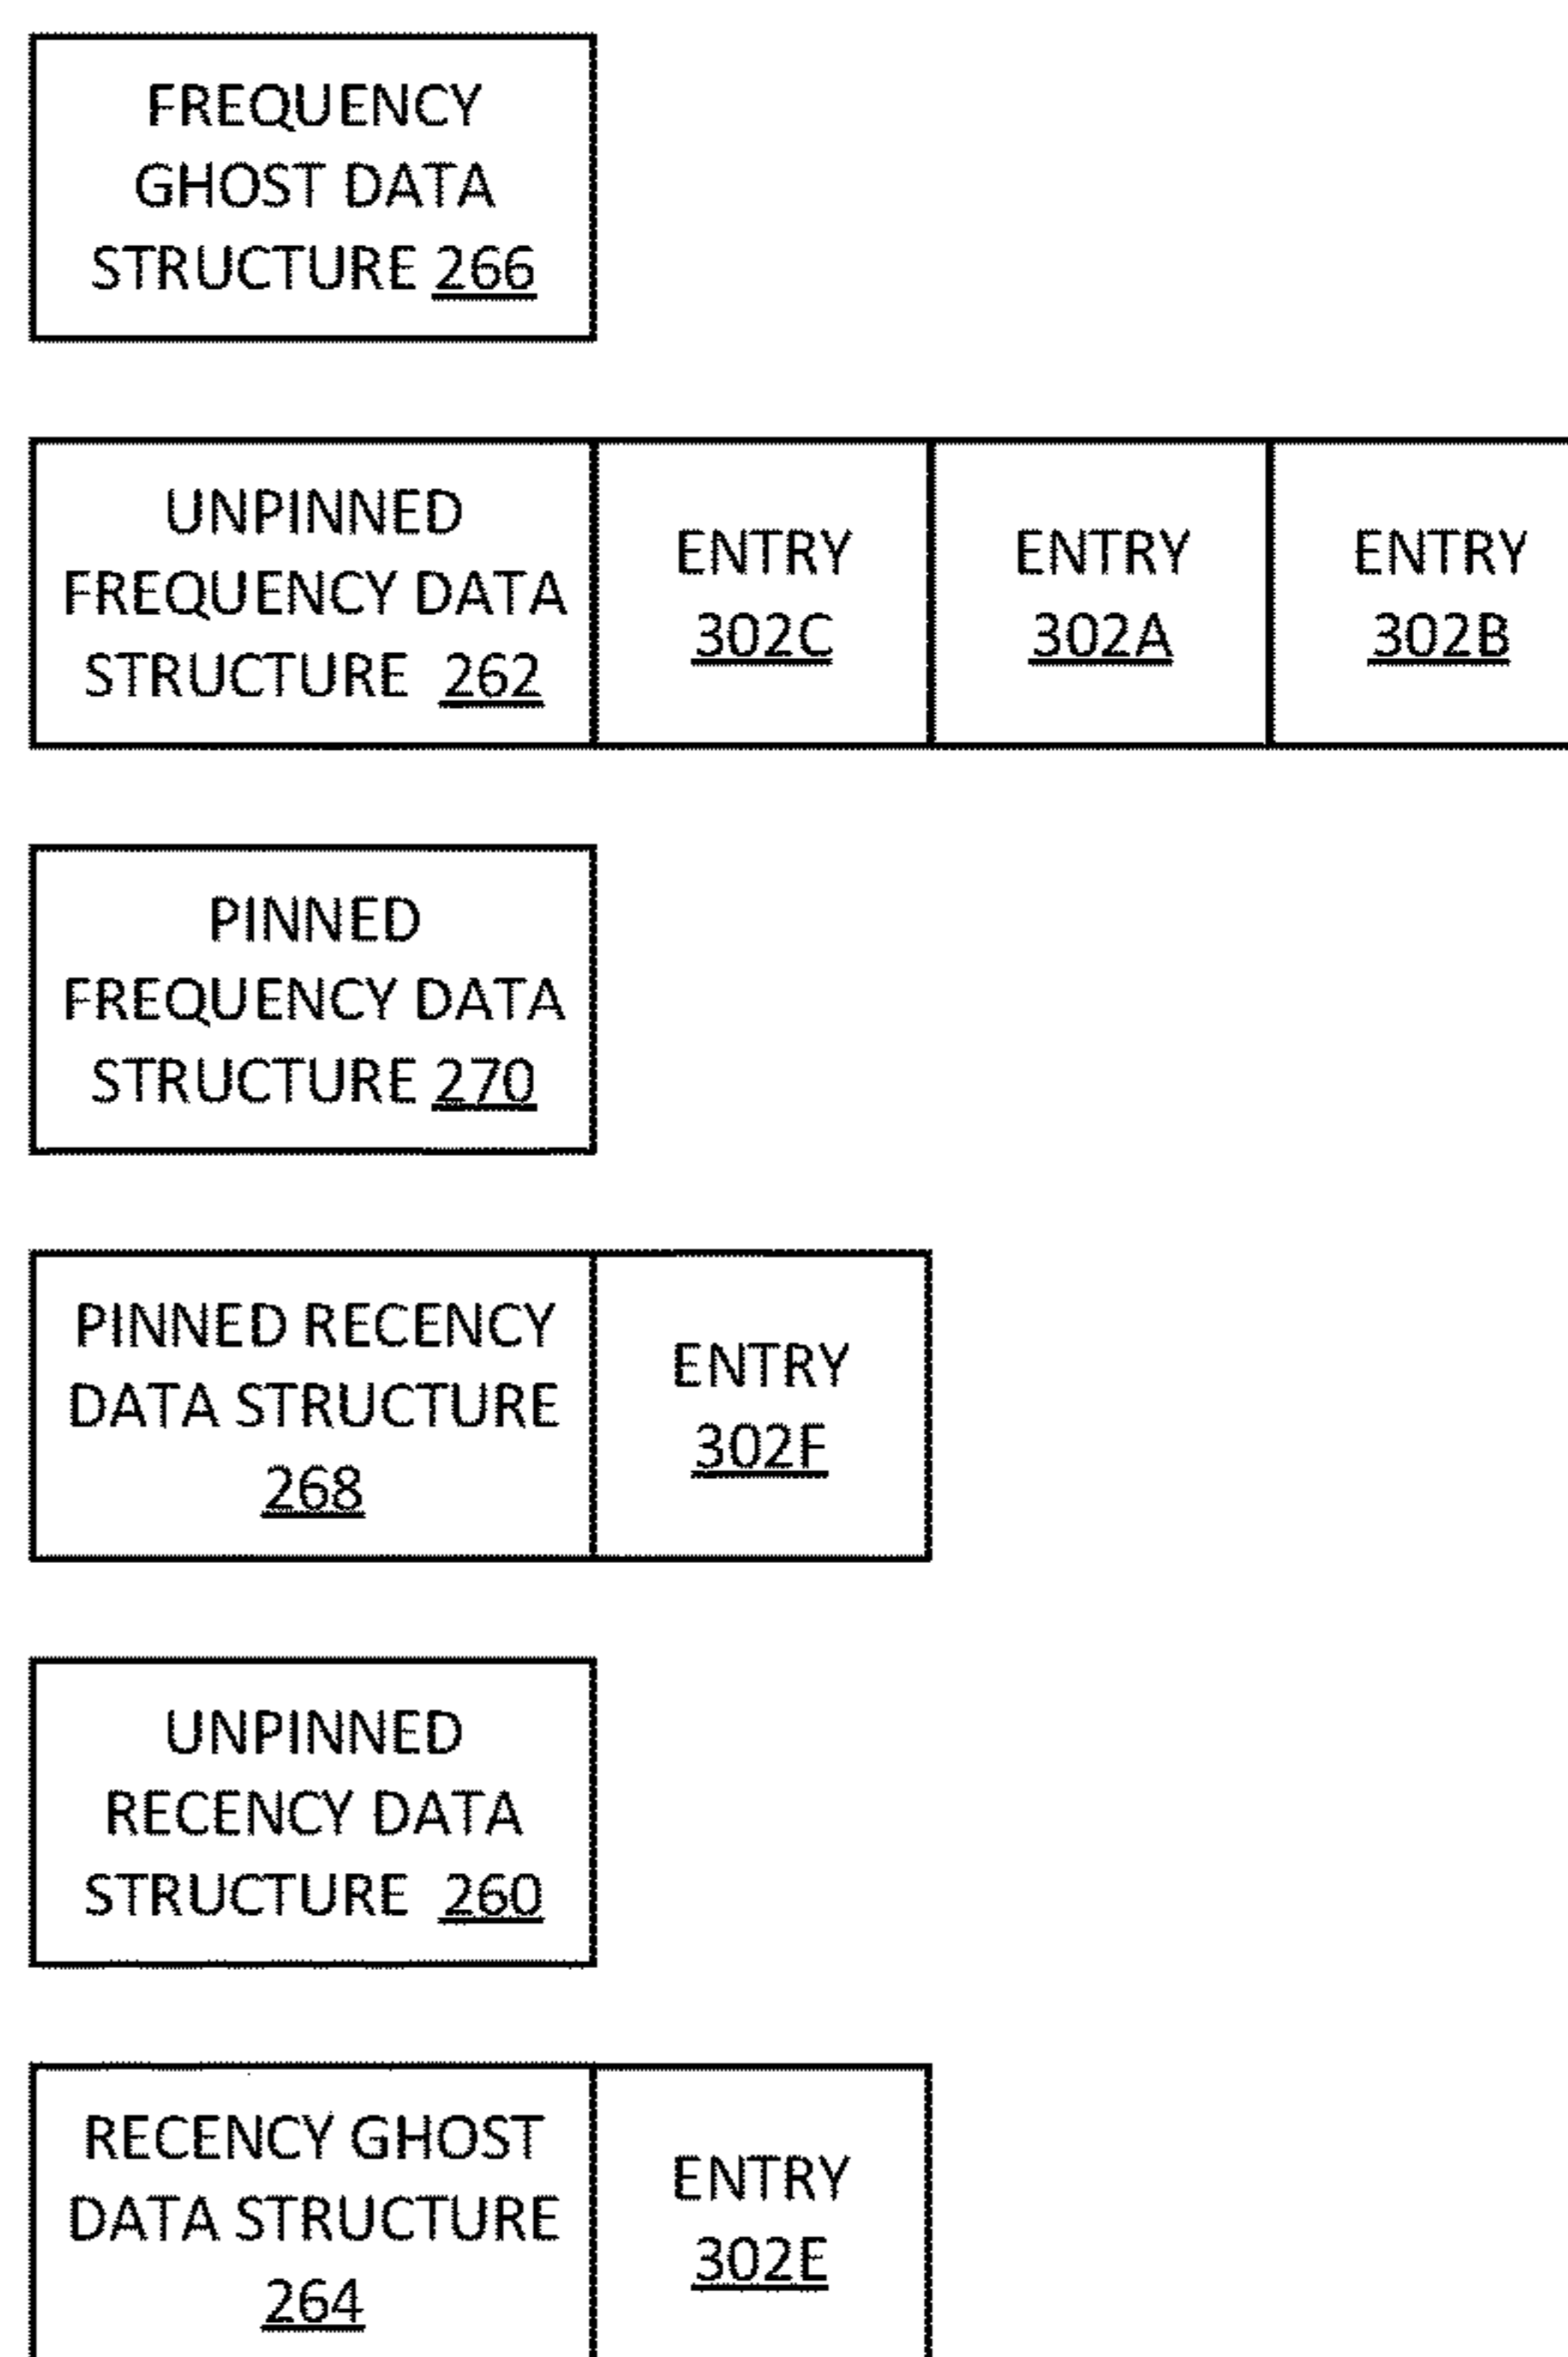 FREQUENCY
GHOST DATA
STRUCTURE 266
UNPINNED
FREQUENCY DATA
STRUCTURE 262
ENTRY
302C
ENTRY
302A
ENTRY
302B
PINNED
FREQUENCY DATA
STRUCTURE 270
PINNED RECENCY
DATA STRUCTURE
268
ENTRY
302F
UNPINNED
RECENCY DATA
STRUCTURE 260
RECENCY GHOST
DATA STRUCTURE
264
ENTRY
302E